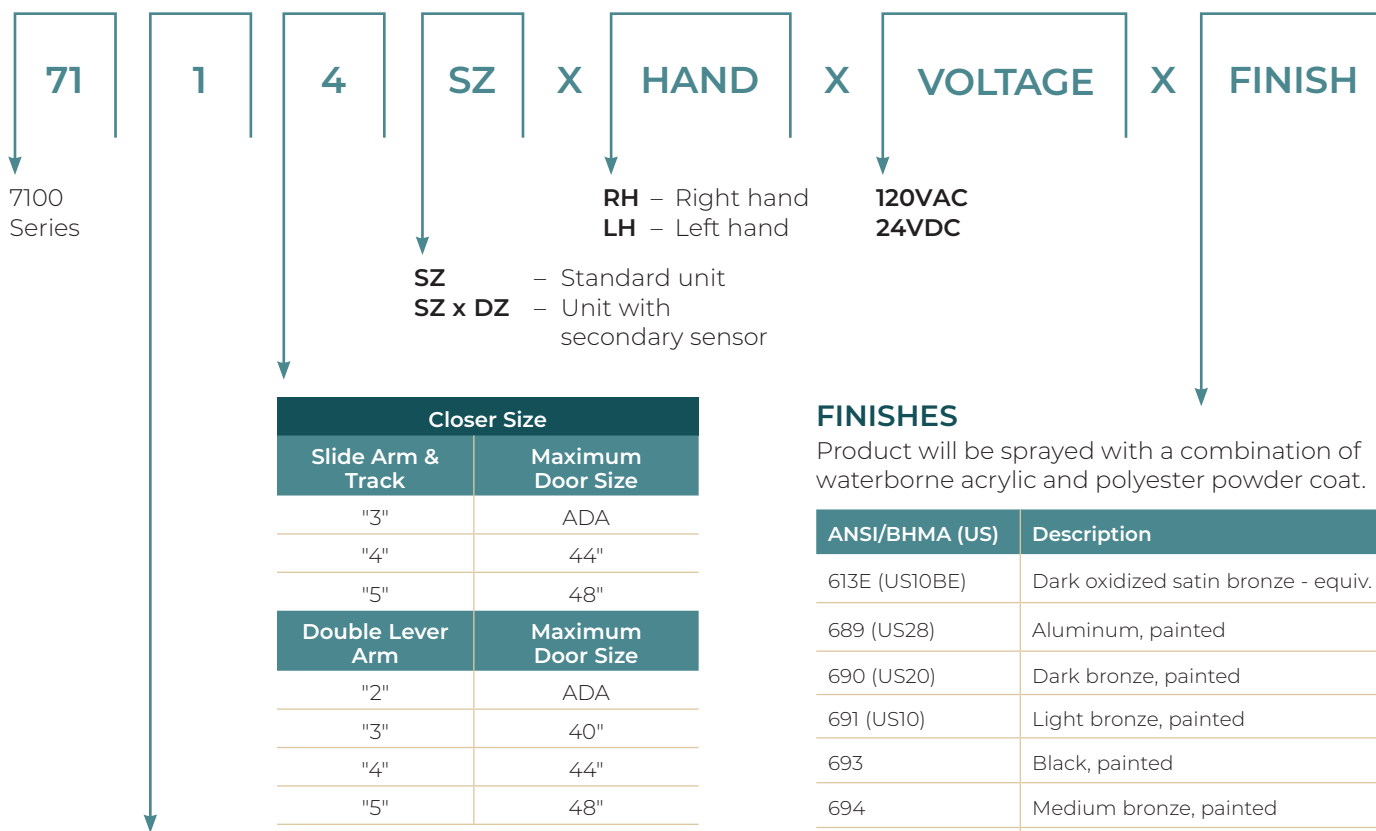 71 1 4 SZ X HAND X VOLTAGE X FINISH
7100
Series
RH – Right hand
LH – Left hand
120VAC
24VDC
SZ – Standard unit
SZ x DZ – Unit with
secondary sensor
Closer Size
Slide Arm &
Track
Maximum
Door Size
"3" ADA
"4" 44"
"5" 48"
Double Lever
Arm
Maximum
Door Size
"2" ADA
"3" 40"
"4" 44"
"5" 48"
FINISHES
Product will be sprayed with a combination of
waterborne acrylic and polyester powder coat.
ANSI/BHMA (US) Description
613E (US10BE) Dark oxidized satin bronze - equiv.
689 (US28) Aluminum, painted
690 (US20) Dark bronze, painted
691 (US10) Light bronze, painted
693 Black, painted
694 Medium bronze, painted